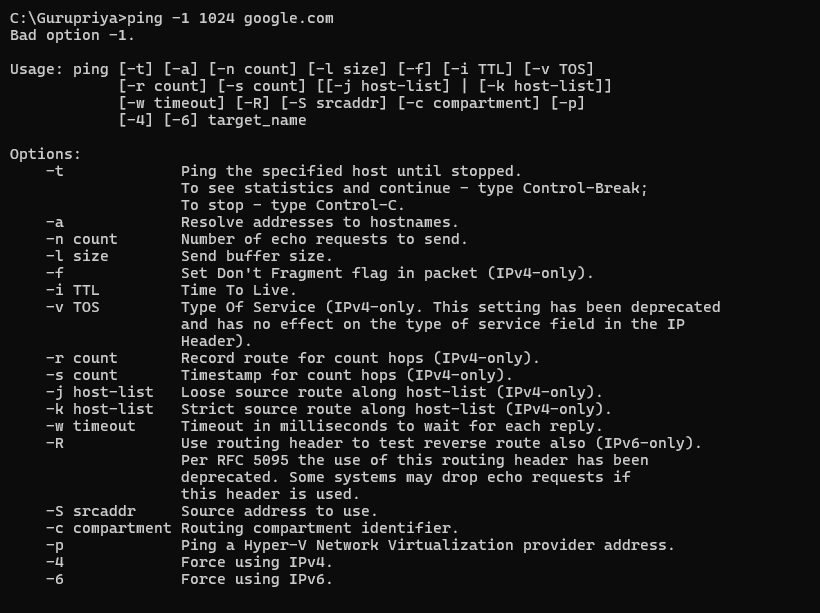 C:\Gurupriya>ping -1 1024 google.com
Bad option -1.

Usage: ping [-t] [-a] [-n count] [-l size] [-f] [-i TTL] [-v TOS]
            [-r count] [-s count] [[-j host-list] | [-k host-list]]
            [-w timeout] [-R] [-S srcaddr] [-c compartment] [-p]
            [-4] [-6] target_name

Options:
    -t             Ping the specified host until stopped.
                   To see statistics and continue - type Control-Break;
                   To stop - type Control-C.
    -a             Resolve addresses to hostnames.
    -n count       Number of echo requests to send.
    -l size        Send buffer size.
    -f             Set Don't Fragment flag in packet (IPv4-only).
    -i TTL         Time To Live.
    -v TOS         Type Of Service (IPv4-only. This setting has been deprecated
                   and has no effect on the type of service field in the IP
                   Header).
    -r count       Record route for count hops (IPv4-only).
    -s count       Timestamp for count hops (IPv4-only).
    -j host-list   Loose source route along host-list (IPv4-only).
    -k host-list   Strict source route along host-list (IPv4-only).
    -w timeout     Timeout in milliseconds to wait for each reply.
    -R             Use routing header to test reverse route also (IPv6-only).
                   Per RFC 5095 the use of this routing header has been
                   deprecated. Some systems may drop echo requests if
                   this header is used.
    -S srcaddr     Source address to use.
    -c compartment Routing compartment identifier.
    -p             Ping a Hyper-V Network Virtualization provider address.
    -4             Force using IPv4.
    -6             Force using IPv6.